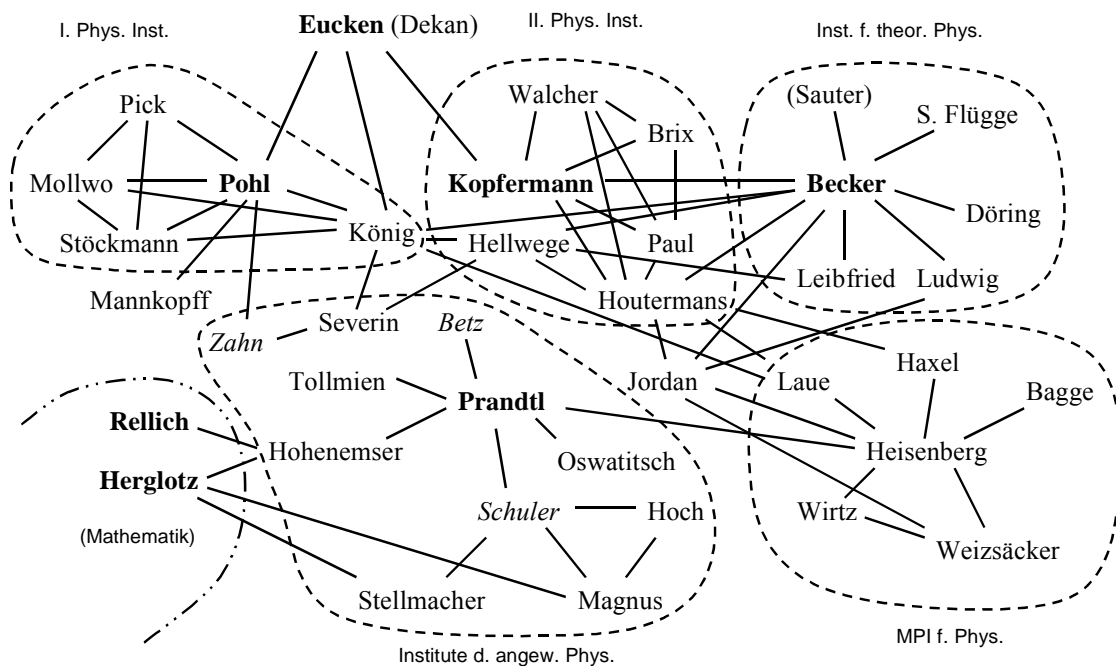 I. Phys. Inst.
Eucken (Dekan)
II. Phys. Inst.
Inst. f. theor. Phys.
Pick
Walcher
(Sauter)
S. Flügge
Brix
Mollwo
Pohl
Kopfermann
Becker
Döring
Stöckmann
König
Hellwege
Paul
Leibfried
Ludwig
Mannkopff
Houtermans
Zahn
Severin
Betz
Haxel
Tollmien
Prandtl
Jordan
Laue
Bagge
Rellich
Hohenemser
Oswatitsch
Heisenberg
Herglotz
(Mathematik)
Schuler
Hoch
Wirtz
Weizsäcker
Stellmacher
Magnus
Institute d. angew. Phys.
MPI f. Phys.